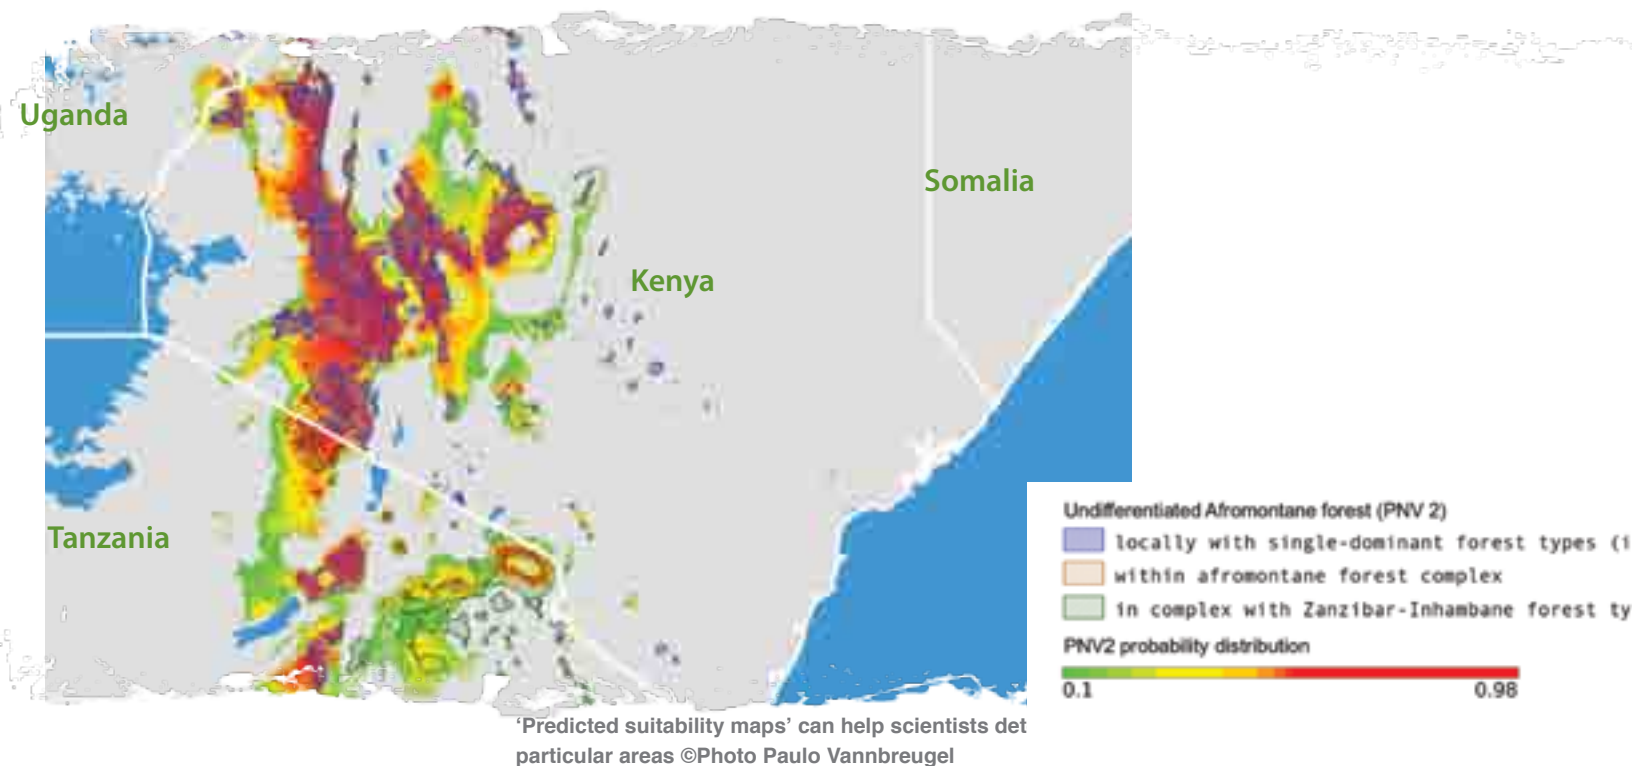 Uganda
Somalia
Kenya
Tanzania
Undifferentiated Afromontane forest (PNV 2)
locally with single-dominant forest types (i
within afromontane forest complex
in complex with Zanzibar-Inhambane forest ty
PNV2 probability distribution
0.1 0.98
‘Predicted suitability maps’ can help scientists det
particular areas ©Photo Paulo Vannbreugel